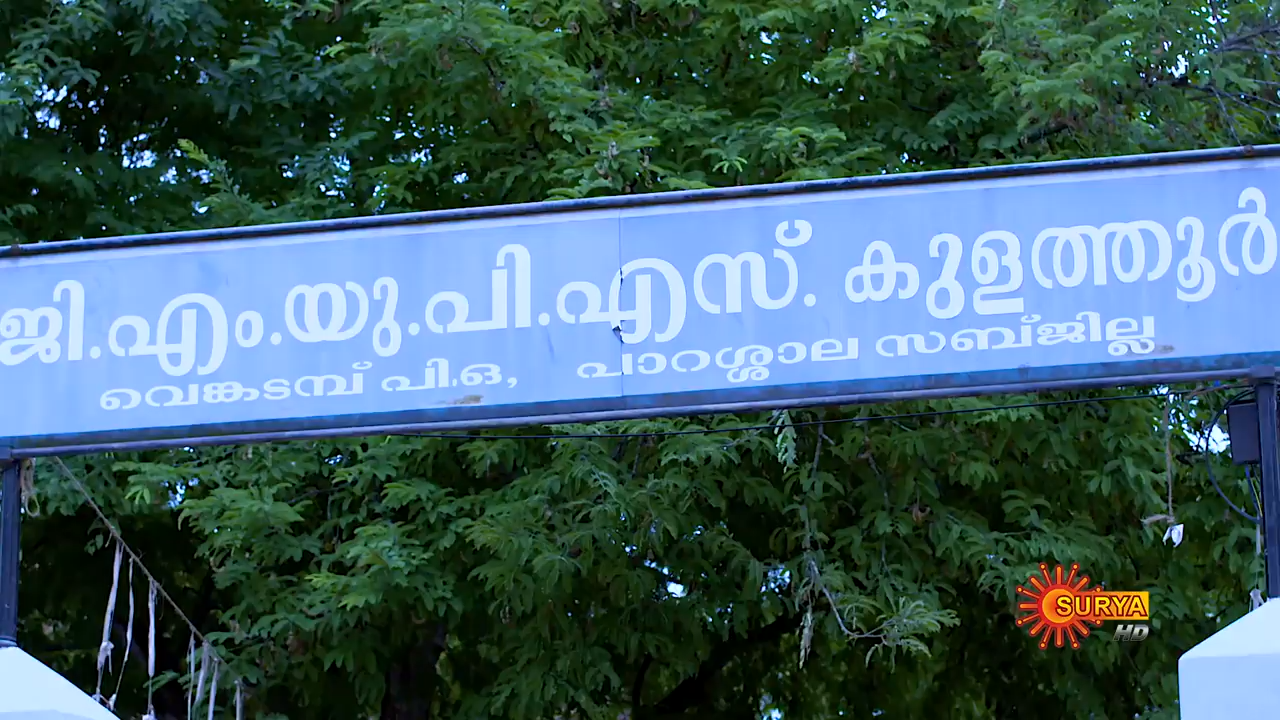 ജി.എം.യു.പി.എസ്. കുളത്തൂർ
വെങ്കടമ്പ് പി.ഒ, പാറശ്ശാല സബ്ജില്ല
SURYA
HD